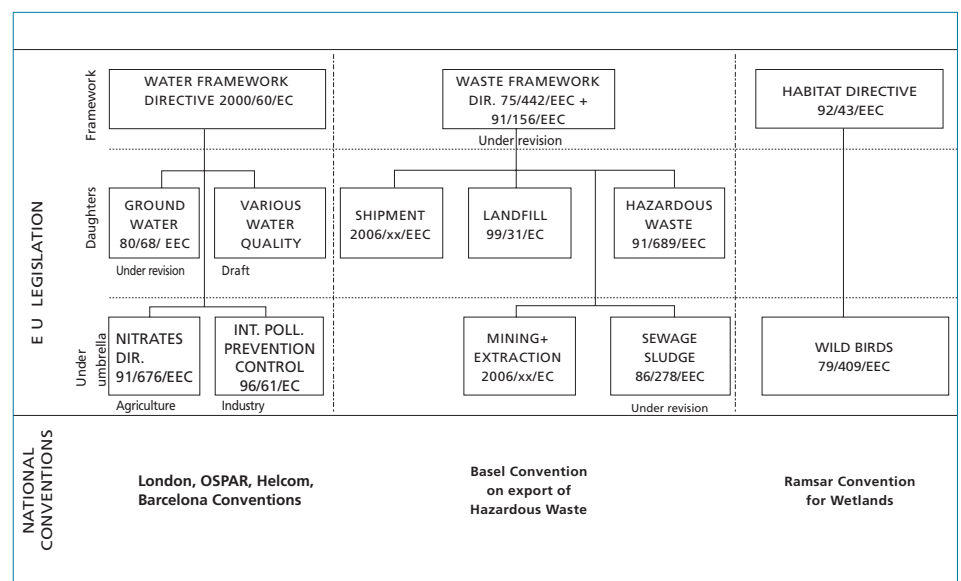 E U LEGISLATION
Framework
WATER FRAMEWORK
DIRECTIVE 2000/60/EC
WASTE FRAMEWORK
DIR. 75/442/EEC +
91/156/EEC
Under revision
HABITAT DIRECTIVE
92/43/EEC
Daughters
GROUND
WATER
80/68/ EEC
Under revision
VARIOUS
WATER
QUALITY
Draft
SHIPMENT
2006/xx/EEC
LANDFILL
99/31/EC
HAZARDOUS
WASTE
91/689/EEC
Under
umbrella
NITRATES
DIR.
91/676/EEC
Agriculture
INT. POLL.
PREVENTION
CONTROL
96/61/EC
Industry
MINING+
EXTRACTION
2006/xx/EC
SEWAGE
SLUDGE
86/278/EEC
Under revision
WILD BIRDS
79/409/EEC
NATIONAL
CONVENTIONS
London, OSPAR, Helcom,
Barcelona Conventions
Basel Convention
on export of
Hazardous Waste
Ramsar Convention
for Wetlands